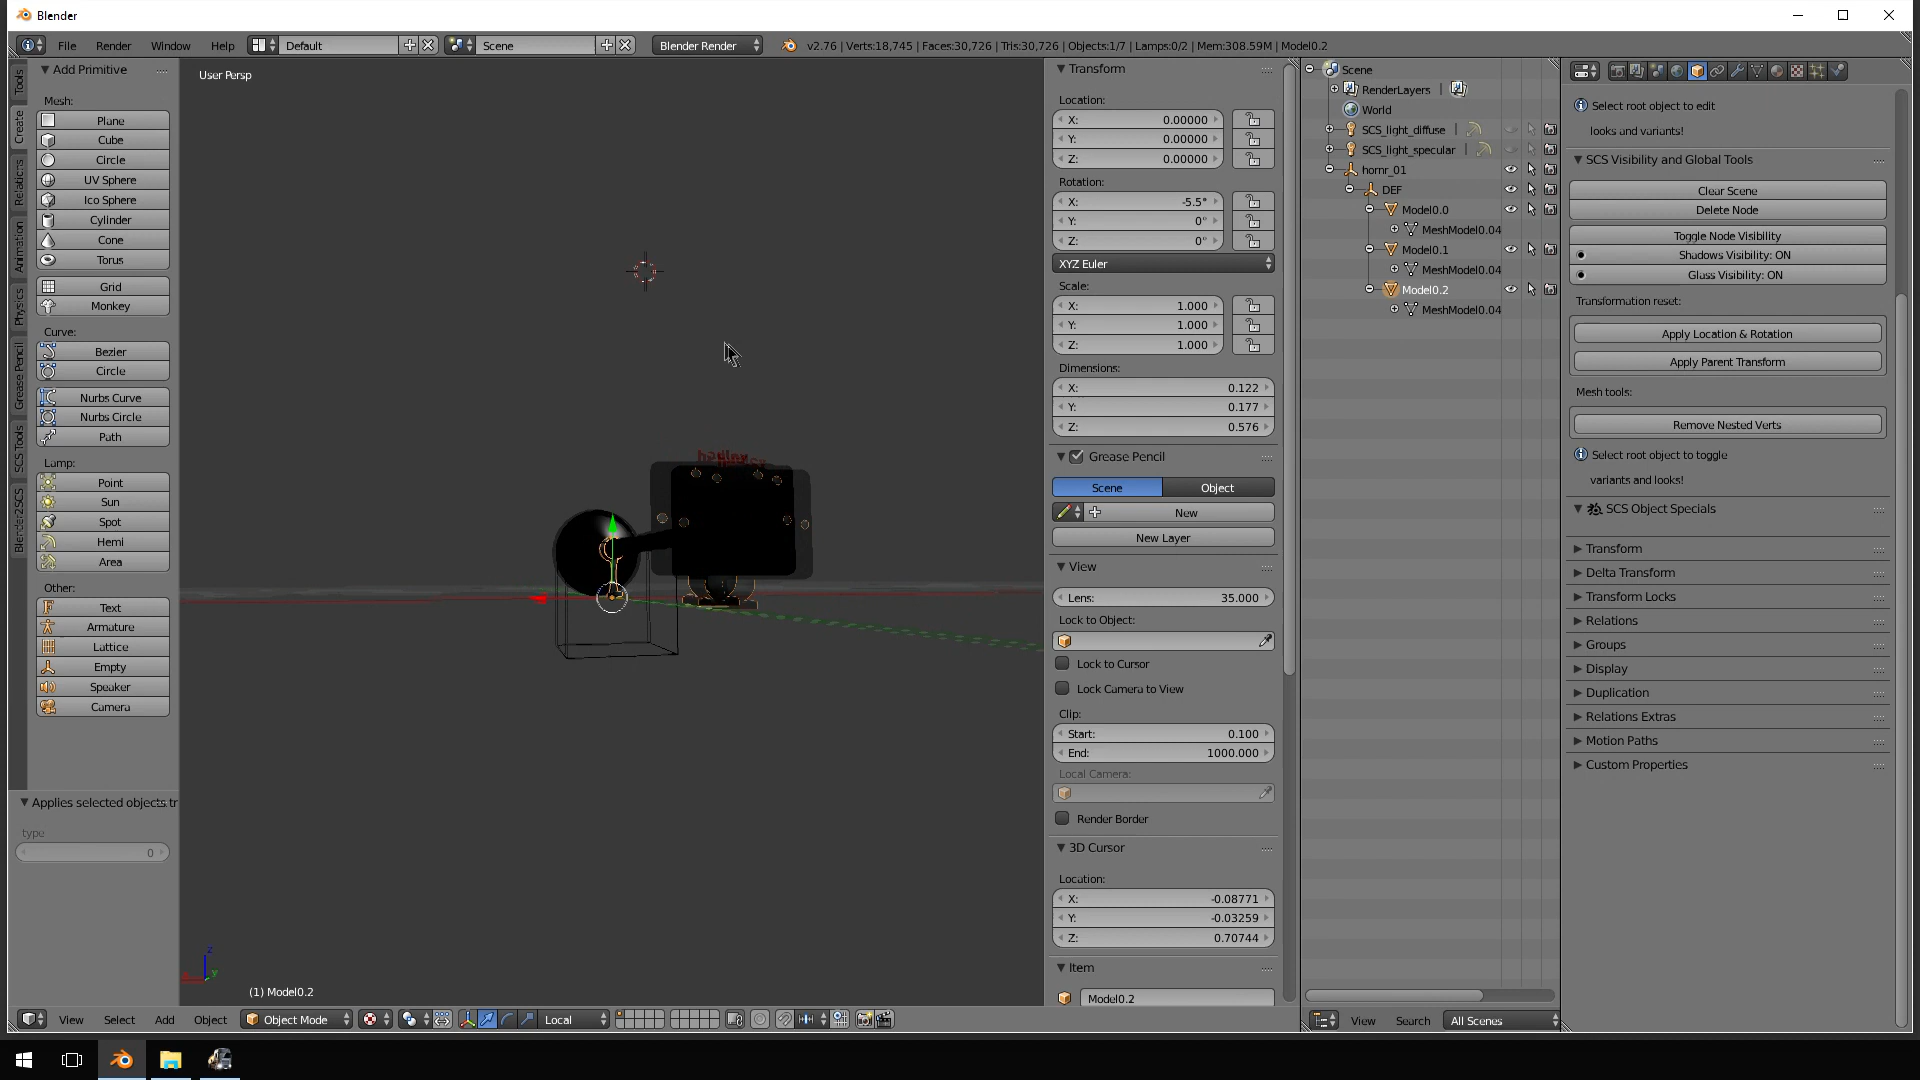 Blender
File
Render
Window
Help
Default
Scene
Blender Render
v2.76 | Verts:18,745 | Faces:30,726 | Tris:30,726 | Objects:1/7 | Lamps:0/2 | Mem:308.59M | Model0.2
Tools
Create
Relations
Animation
Physics
Grease Pencil
SCS Tools
Blender2SCS
Add Primitive
Mesh:
Plane
Cube
Circle
UV Sphere
Ico Sphere
Cylinder
Cone
Torus
Grid
Monkey
Curve:
Bezier
Circle
Nurbs Curve
Nurbs Circle
Path
Lamp:
Point
Sun
Spot
Hemi
Area
Other:
Text
Armature
Lattice
Empty
Speaker
Camera
Applies selected objects tr
type
0
User Persp
hadley
z
y
(1) Model0.2
View
Select
Add
Object
Object Mode
Local
Transform
Location:
X: 0.00000
Y: 0.00000
Z: 0.00000
Rotation:
X: -5.5°
Y: 0°
Z: 0°
XYZ Euler
Scale:
X: 1.000
Y: 1.000
Z: 1.000
Dimensions:
X: 0.122
Y: 0.177
Z: 0.576
Grease Pencil
Scene
Object
New
New Layer
View
Lens: 35.000
Lock to Object:
Lock to Cursor
Lock Camera to View
Clip:
Start: 0.100
End: 1000.000
Local Camera:
Render Border
3D Cursor
Location:
X: -0.08771
Y: -0.03259
Z: 0.70744
Item
Model0.2
Scene
RenderLayers
World
SCS_light_diffuse
SCS_light_specular
hornr_01
DEF
Model0.0
MeshModel0.04
Model0.1
MeshModel0.04
Model0.2
MeshModel0.04
View
Search
All Scenes
Select root object to edit
looks and variants!
SCS Visibility and Global Tools
Clear Scene
Delete Node
Toggle Node Visibility
Shadows Visibility: ON
Glass Visibility: ON
Transformation reset:
Apply Location & Rotation
Apply Parent Transform
Mesh tools:
Remove Nested Verts
Select root object to toggle
variants and looks!
SCS Object Specials
Transform
Delta Transform
Transform Locks
Relations
Groups
Display
Duplication
Relations Extras
Motion Paths
Custom Properties